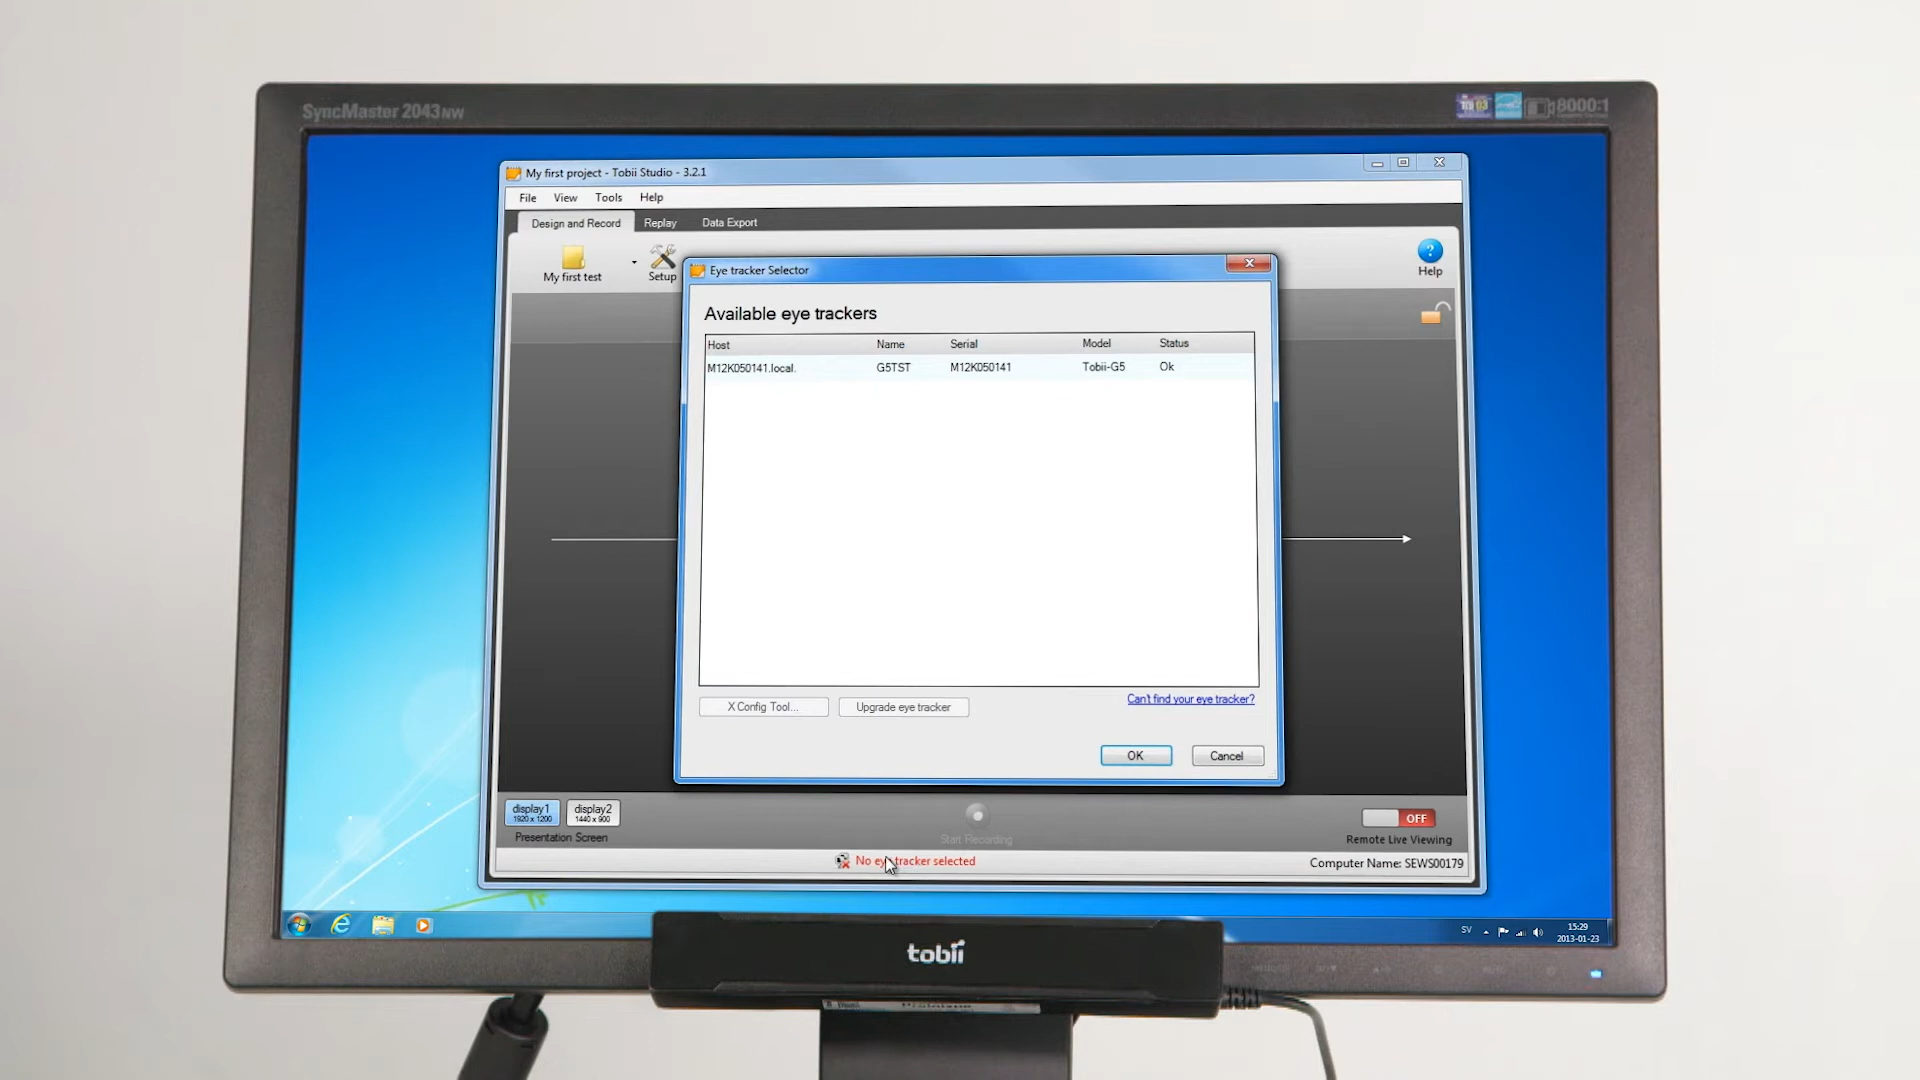 SyncMaster 2043NW
8000:1
My first project - Tobii Studio - 3.2.1
File View Tools Help
Design and Record Replay Data Export
My first test
Setup
Help
Eye tracker Selector
Available eye trackers
Host Name Serial Model Status
M12K050141.local. G5TST M12K050141 Tobii-G5 Ok
Can't find your eye tracker?
X Config Tool... Upgrade eye tracker
OK Cancel
display1
1920 x 1200
display2
1440 x 900
Presentation Screen
Start Recording
OFF
Remote Live Viewing
No eye tracker selected
Computer Name: SEWS00179
SV
15:29
2013-01-23
tobii